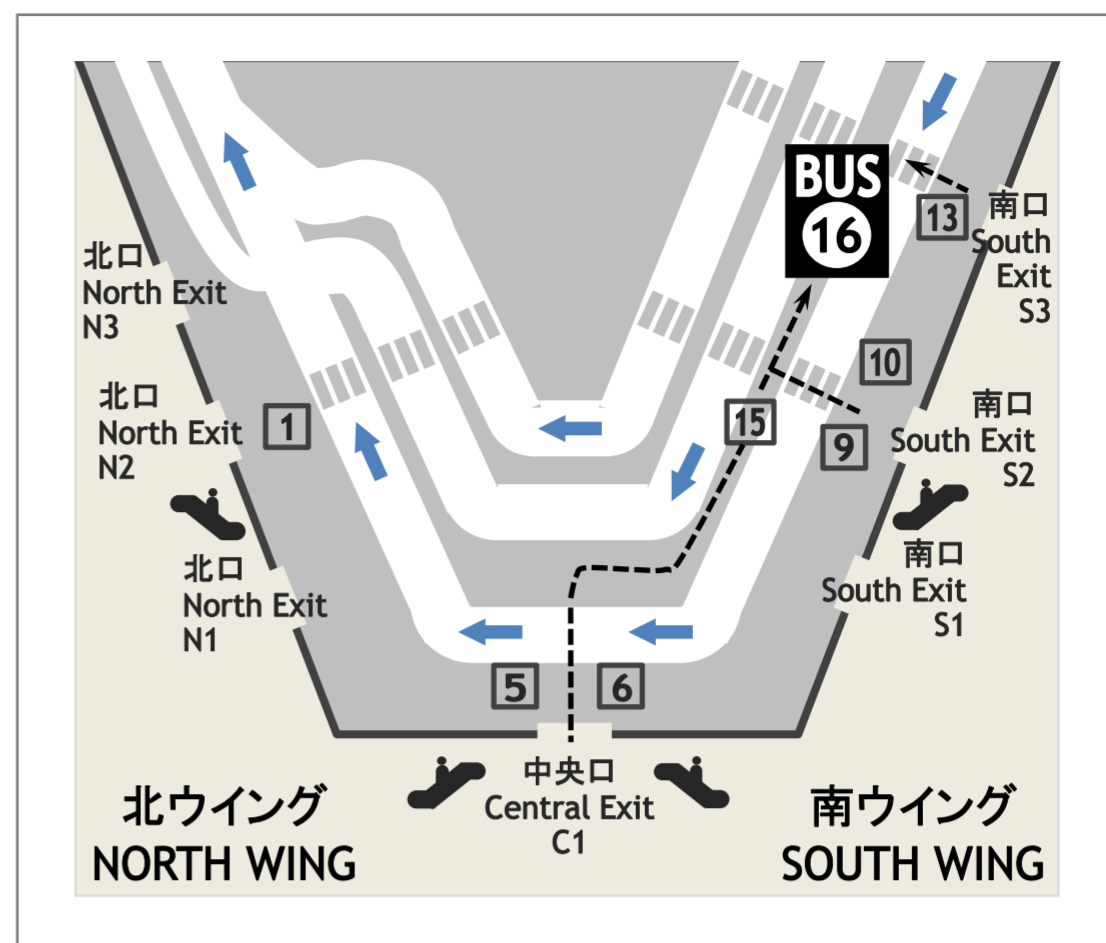 BUS
16
13
南口
South
Exit
S3
北口
North Exit
N3
10
北口
North Exit
N2
1
15
9
南口
South Exit
S2
北口
North Exit
N1
南口
South Exit
S1
5
6
中央口
Central Exit
C1
北ウイング
NORTH WING
南ウイング
SOUTH WING